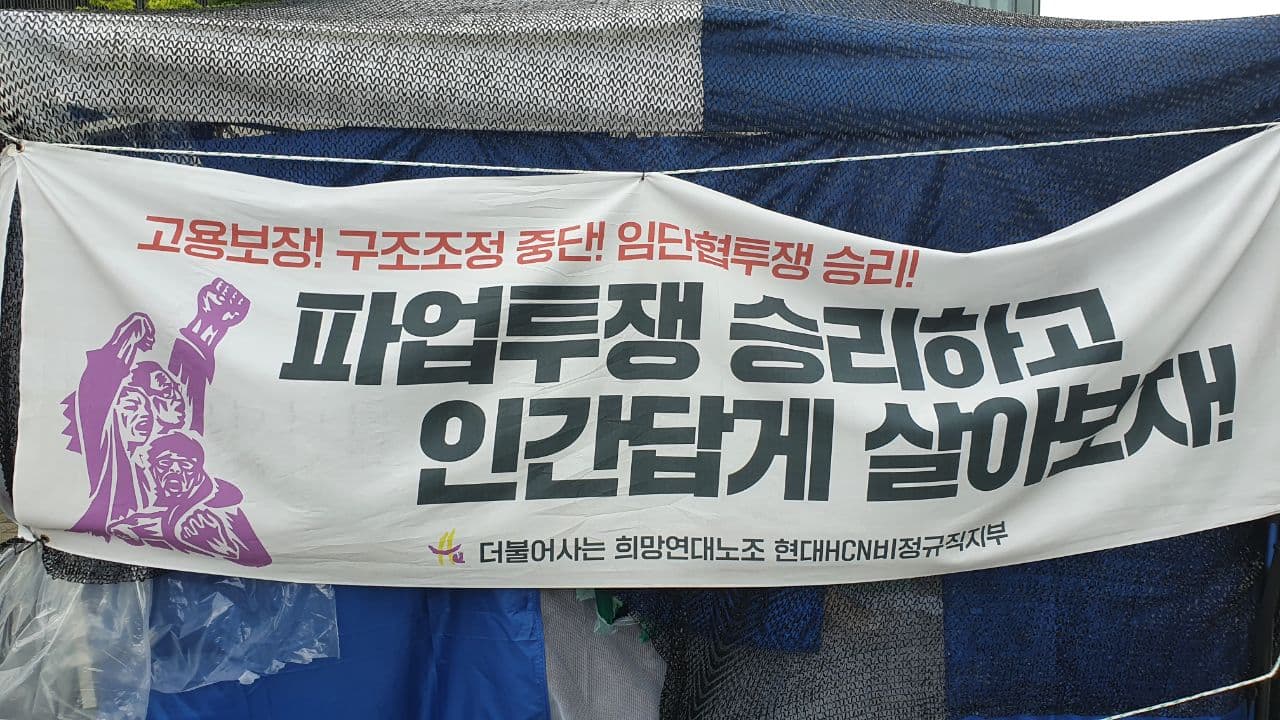 고용보장! 구조조정 중단! 임단협투쟁 승리!
파업투쟁 승리하고
인간답게 살아보자!
Hu 더불어사는 희망연대노조 현대HCN비정규직지부